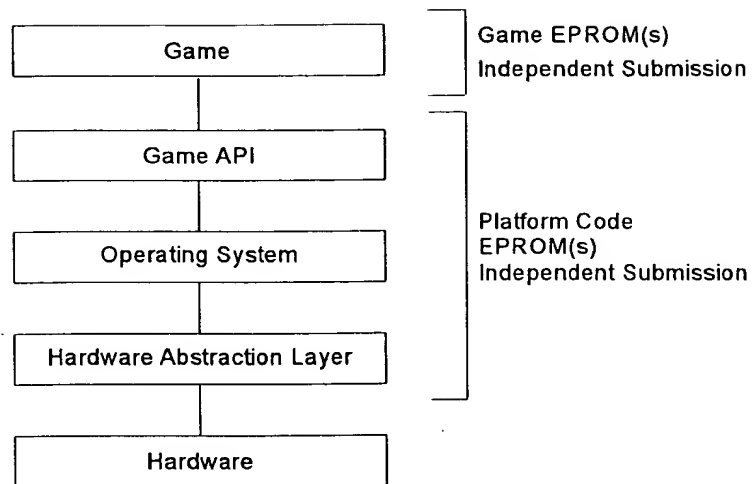 Game
Game EPROM(s)
Independent Submission
Game API
Operating System
Platform Code
EPROM(s)
Independent Submission
Hardware Abstraction Layer
Hardware